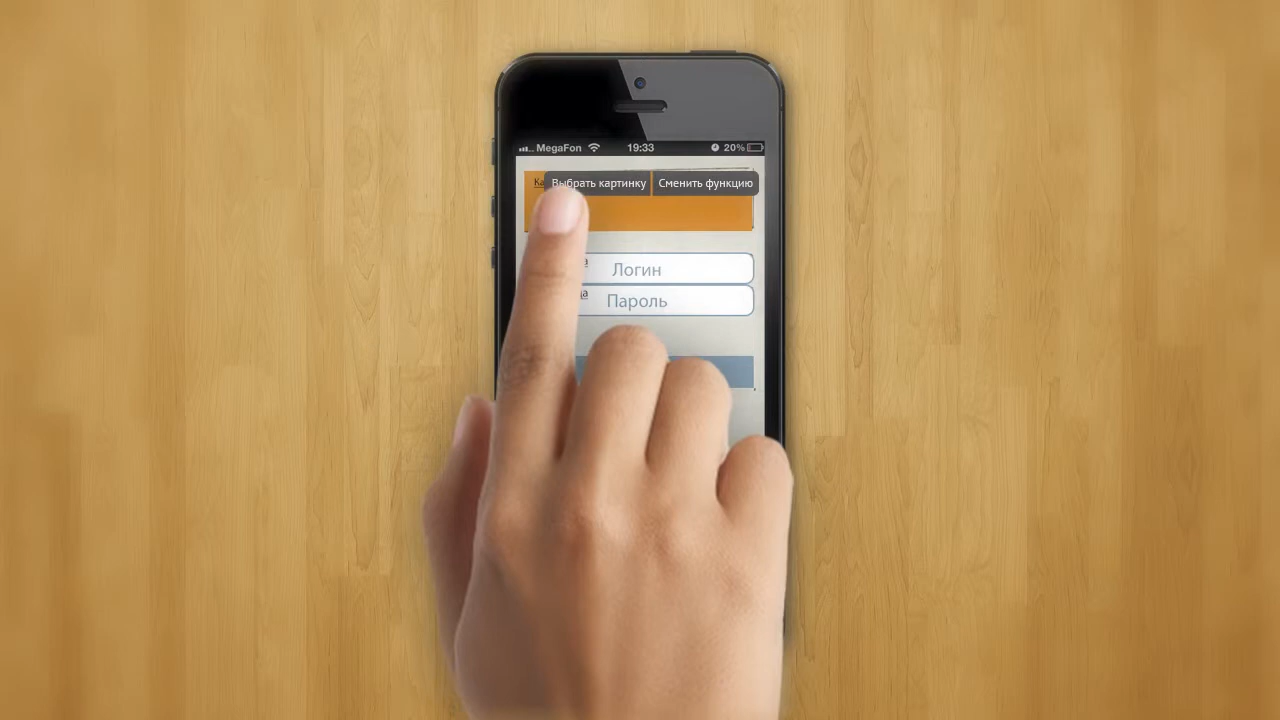 MegaFon 19:33 20%
Выбрать картинку Сменить функцию
Логин
Пароль